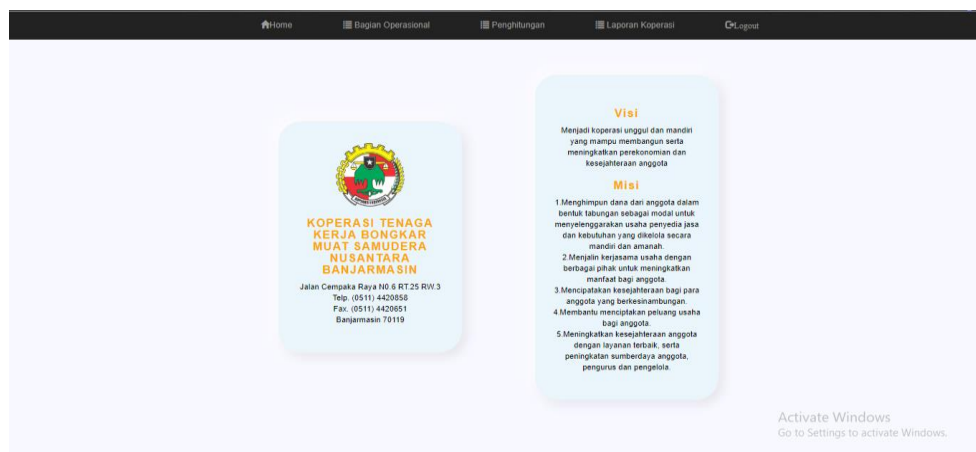 Home Bagian Operasional Penghitungan Laporan Koperasi Logout
KOPERASI TENAGA
KERJA BONGKAR
MUAT SAMUDERA
NUSANTARA
BANJARMASIN
Jalan Cempaka Raya N0.6 RT.25 RW.3
Telp. (0511) 4420858
Fax. (0511) 4420651
Banjarmasin 70119
Visi
Menjadi koperasi unggul dan mandiri
yang mampu membangun serta
meningkatkan perekonomian dan
kesejahteraan anggota
Misi
1.Menghimpun dana dari anggota dalam
bentuk tabungan sebagai modal untuk
menyelenggarakan usaha penyedia jasa
dan kebutuhan yang dikelola secara
mandiri dan amanah.
2.Menjalin kerjasama usaha dengan
berbagai pihak untuk meningkatkan
manfaat bagi anggota.
3.Mencipatakan kesejahteraan bagi para
anggota yang berkesinambungan.
4.Membantu menciptakan peluang usaha
bagi anggota.
5.Meningkatkan kesejahteraan anggota
dengan layanan terbaik, serta
peningkatan sumberdaya anggota,
pengurus dan pengelola.
Activate Windows
Go to Settings to activate Windows.